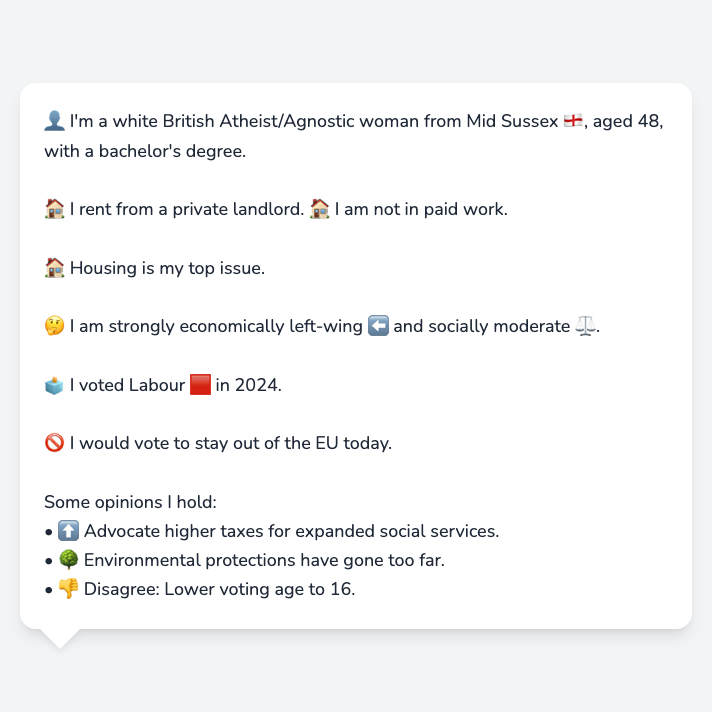 👤 I'm a white British Atheist/Agnostic woman from Mid Sussex 🏴󠁧󠁢󠁥󠁮󠁧󠁿, aged 48,
with a bachelor's degree.
🏠 I rent from a private landlord. 🏠 I am not in paid work.
🏠 Housing is my top issue.
🤔 I am strongly economically left-wing ⬅️ and socially moderate ⚖️.
🗳️ I voted Labour 🟥 in 2024.
🚫 I would vote to stay out of the EU today.
Some opinions I hold:
• ⬆️ Advocate higher taxes for expanded social services.
• 🌳 Environmental protections have gone too far.
• 👎 Disagree: Lower voting age to 16.